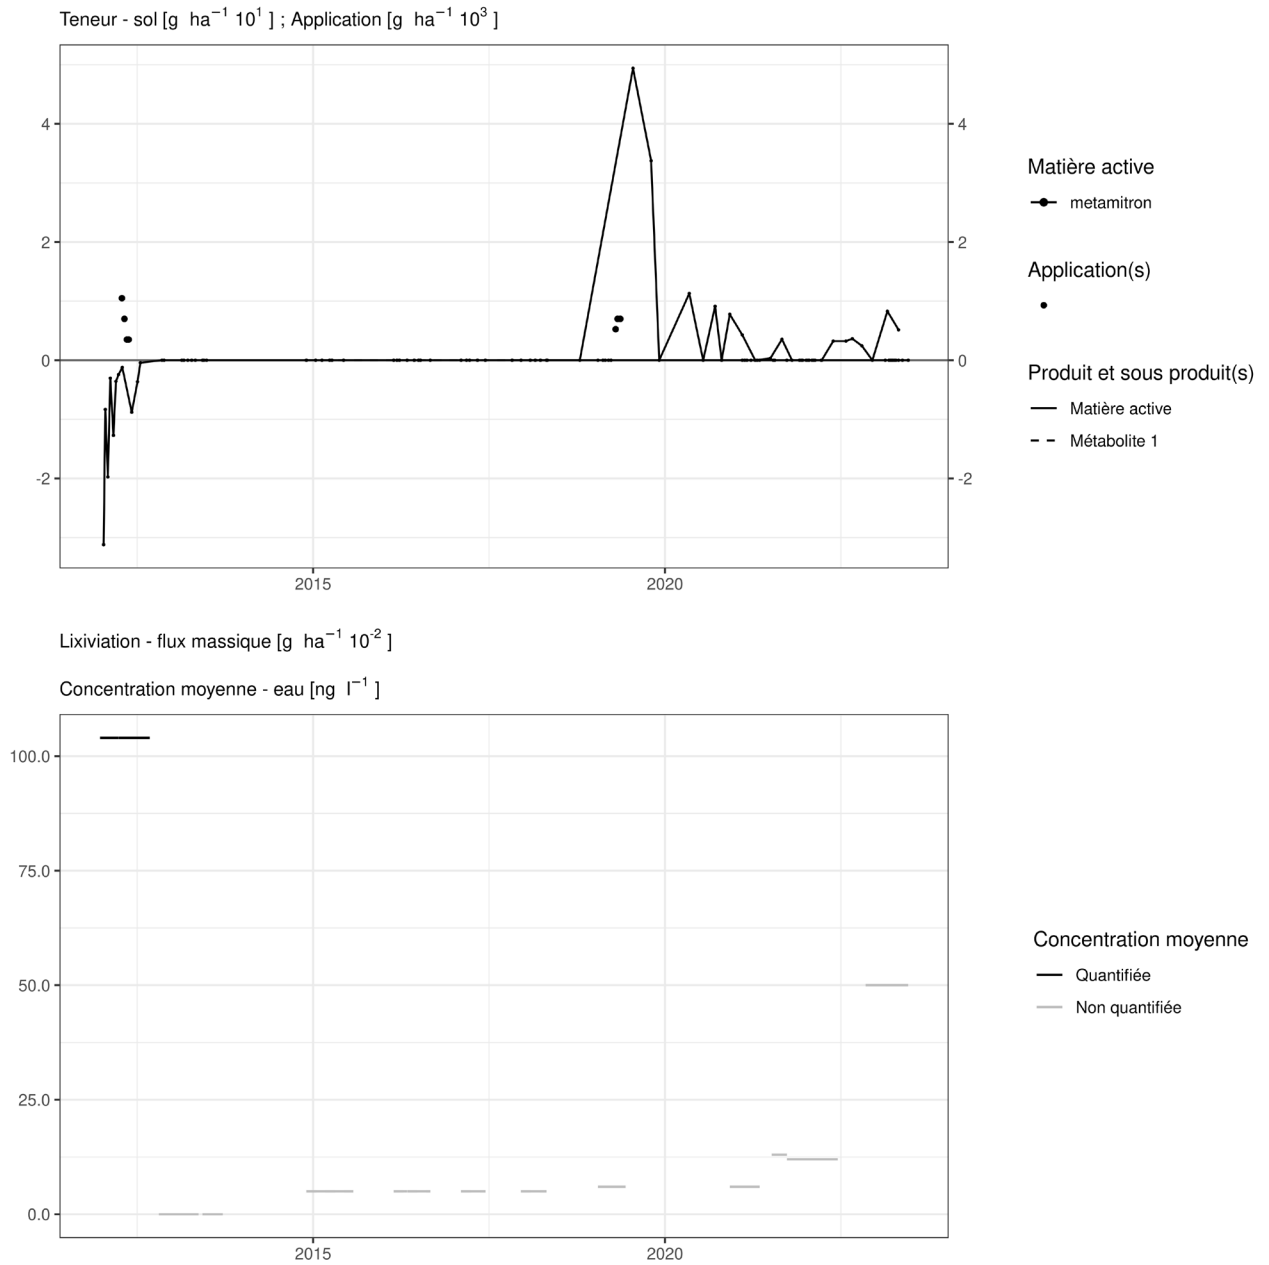 Teneur - sol [g ha−1 101 ] ; Application [g ha−1 103 ]
4
2
0
-2
4
2
0
-2
2015
2020
Matière active
metamitron
Application(s)
Produit et sous produit(s)
Matière active
Métabolite 1
Lixiviation - flux massique [g ha−1 10-2 ]
Concentration moyenne - eau [ng l−1 ]
100.0
75.0
50.0
25.0
0.0
2015
2020
Concentration moyenne
Quantifiée
Non quantifiée